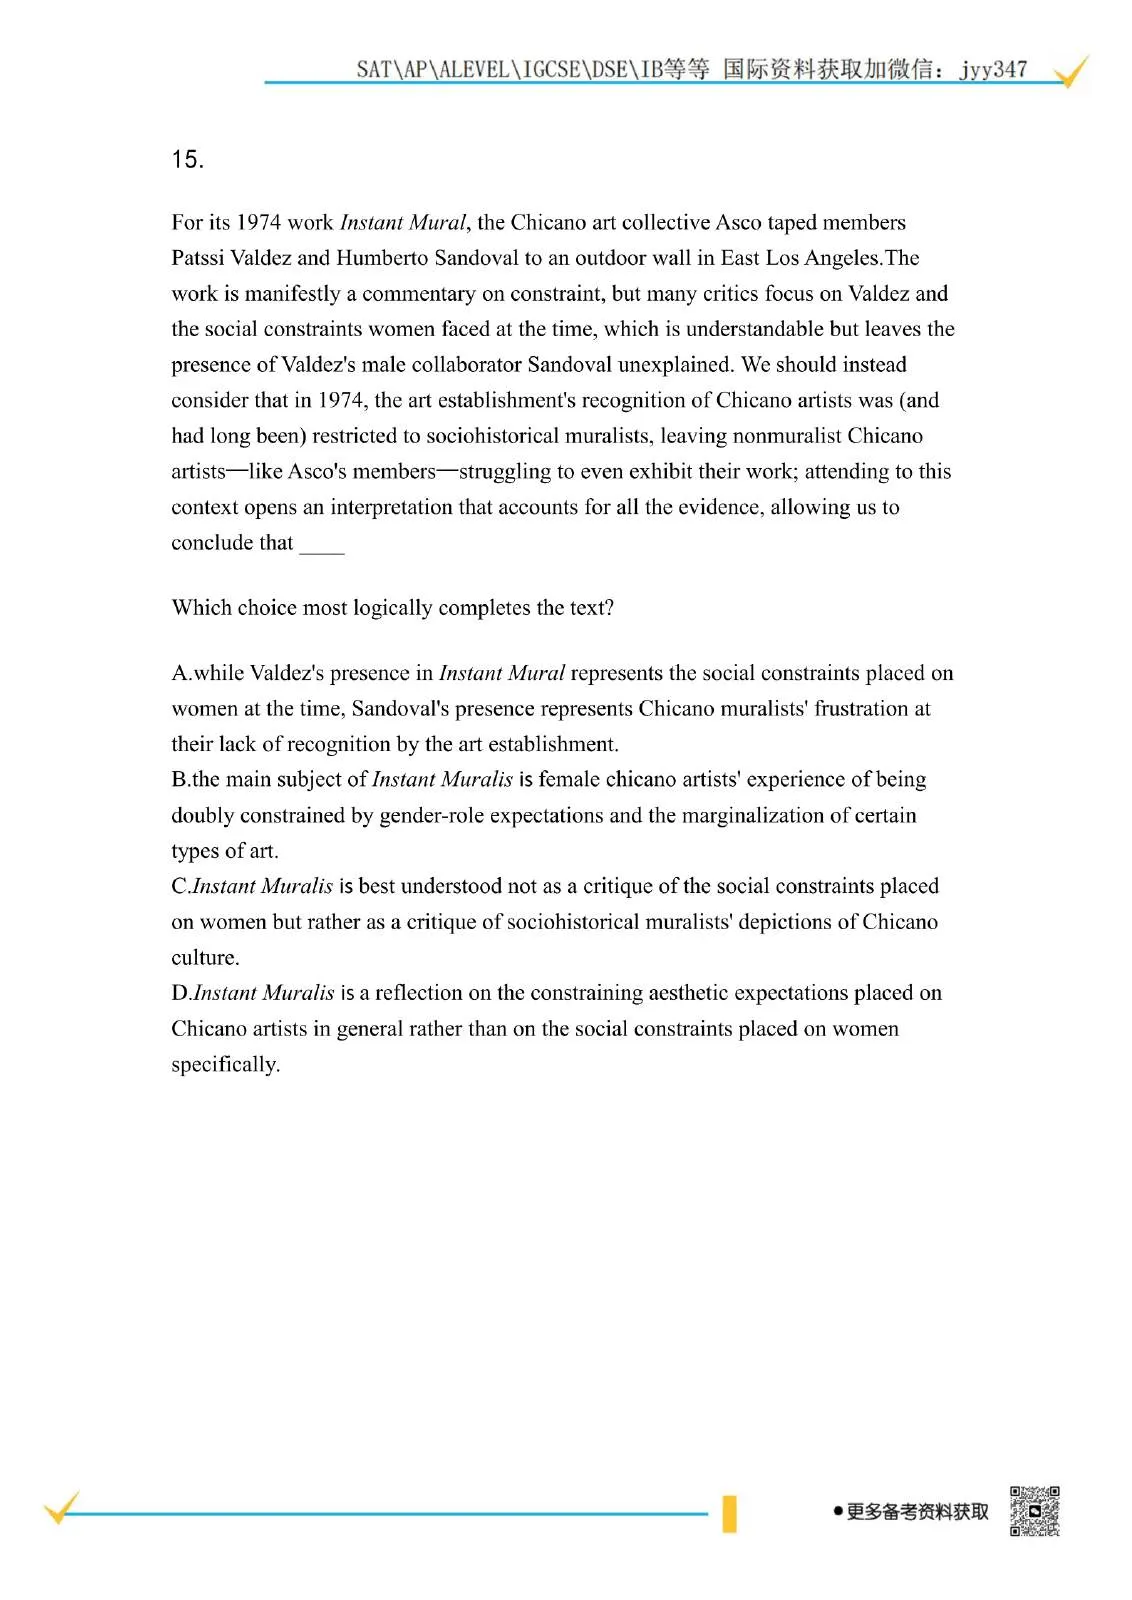 SAT\AP\ALEVEL\IGCSE\DSE\IB等等 国际资料获取加微信：jyy347
15.
For its 1974 work Instant Mural, the Chicano art collective Asco taped members
Patssi Valdez and Humberto Sandoval to an outdoor wall in East Los Angeles.The
work is manifestly a commentary on constraint, but many critics focus on Valdez and
the social constraints women faced at the time, which is understandable but leaves the
presence of Valdez's male collaborator Sandoval unexplained. We should instead
consider that in 1974, the art establishment's recognition of Chicano artists was (and
had long been) restricted to sociohistorical muralists, leaving nonmuralist Chicano
artists—like Asco's members—struggling to even exhibit their work; attending to this
context opens an interpretation that accounts for all the evidence, allowing us to
conclude that ____
Which choice most logically completes the text?
A.while Valdez's presence in Instant Mural represents the social constraints placed on
women at the time, Sandoval's presence represents Chicano muralists' frustration at
their lack of recognition by the art establishment.
B.the main subject of Instant Muralis is female chicano artists' experience of being
doubly constrained by gender-role expectations and the marginalization of certain
types of art.
C.Instant Muralis is best understood not as a critique of the social constraints placed
on women but rather as a critique of sociohistorical muralists' depictions of Chicano
culture.
D.Instant Muralis is a reflection on the constraining aesthetic expectations placed on
Chicano artists in general rather than on the social constraints placed on women
specifically.
●更多备考资料获取